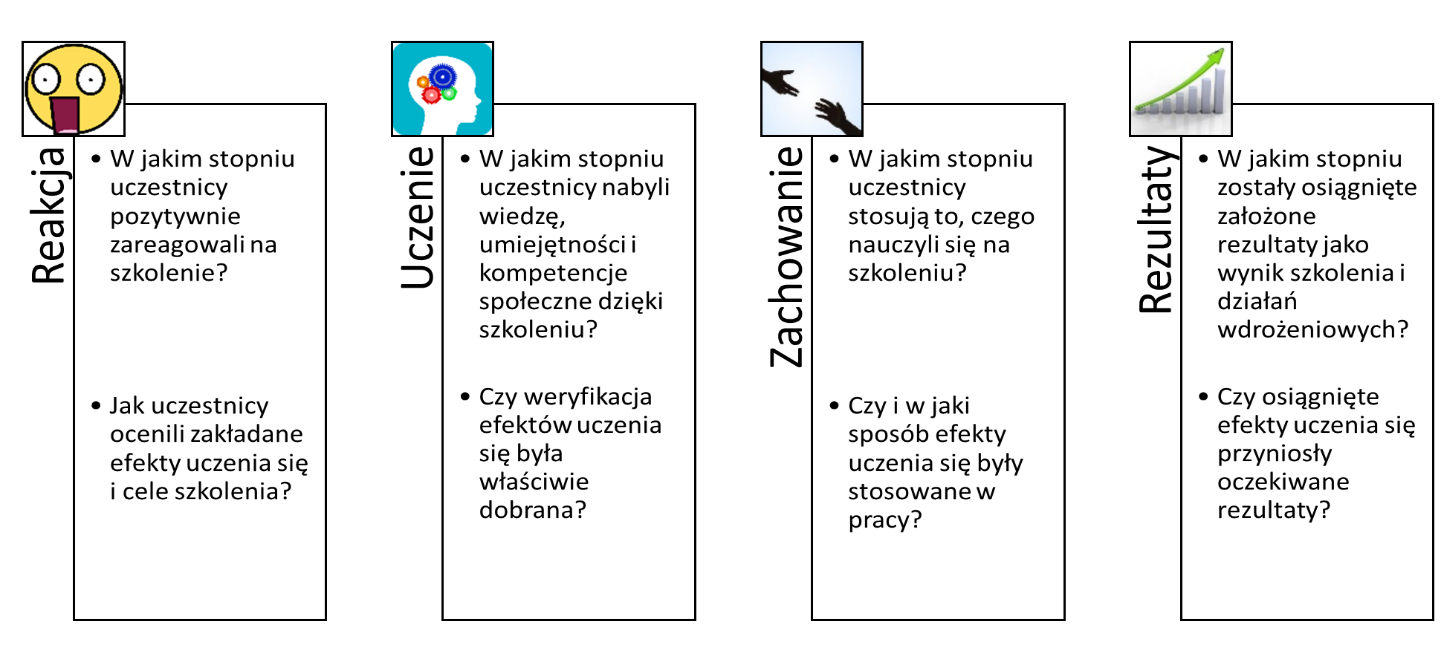 Reakcja
• W jakim stopniu
uczestnicy
pozytywnie
zareagowali na
szkolenie?
• Jak uczestnicy
ocenili zakładane
efekty uczenia się
i cele szkolenia?
Uczenie
• W jakim stopniu
uczestnicy nabyli
wiedzę,
umiejętności i
kompetencje
społeczne dzięki
szkoleniu?
• Czy weryfikacja
efektów uczenia
się była
właściwie
dobrana?
Zachowanie
• W jakim stopniu
uczestnicy
stosują to, czego
nauczyli się na
szkoleniu?
• Czy i w jaki
sposób efekty
uczenia się były
stosowane w
pracy?
Rezultaty
• W jakim stopniu
zostały osiągnięte
założone
rezultaty jako
wynik szkolenia i
działań
wdrożeniowych?
• Czy osiągnięte
efekty uczenia się
przyniosły
oczekiwane
rezultaty?